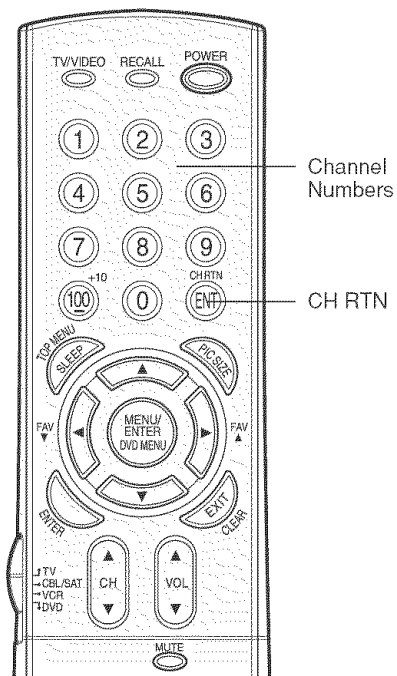 TV/VIDEO RECALL POWER
1 2 3
Channel
Numbers
4 5 6
7 8 9
+10 CH RTN
100 0 ENT
CH RTN
TOP MENU
SLEEP
PIC SIZE
FAV
MENU/
ENTER
DVD MENU
FAV
ENTER
EXIT
CLEAR
TV
CBL/SAT
VCR
DVD
CH
VOL
MUTE